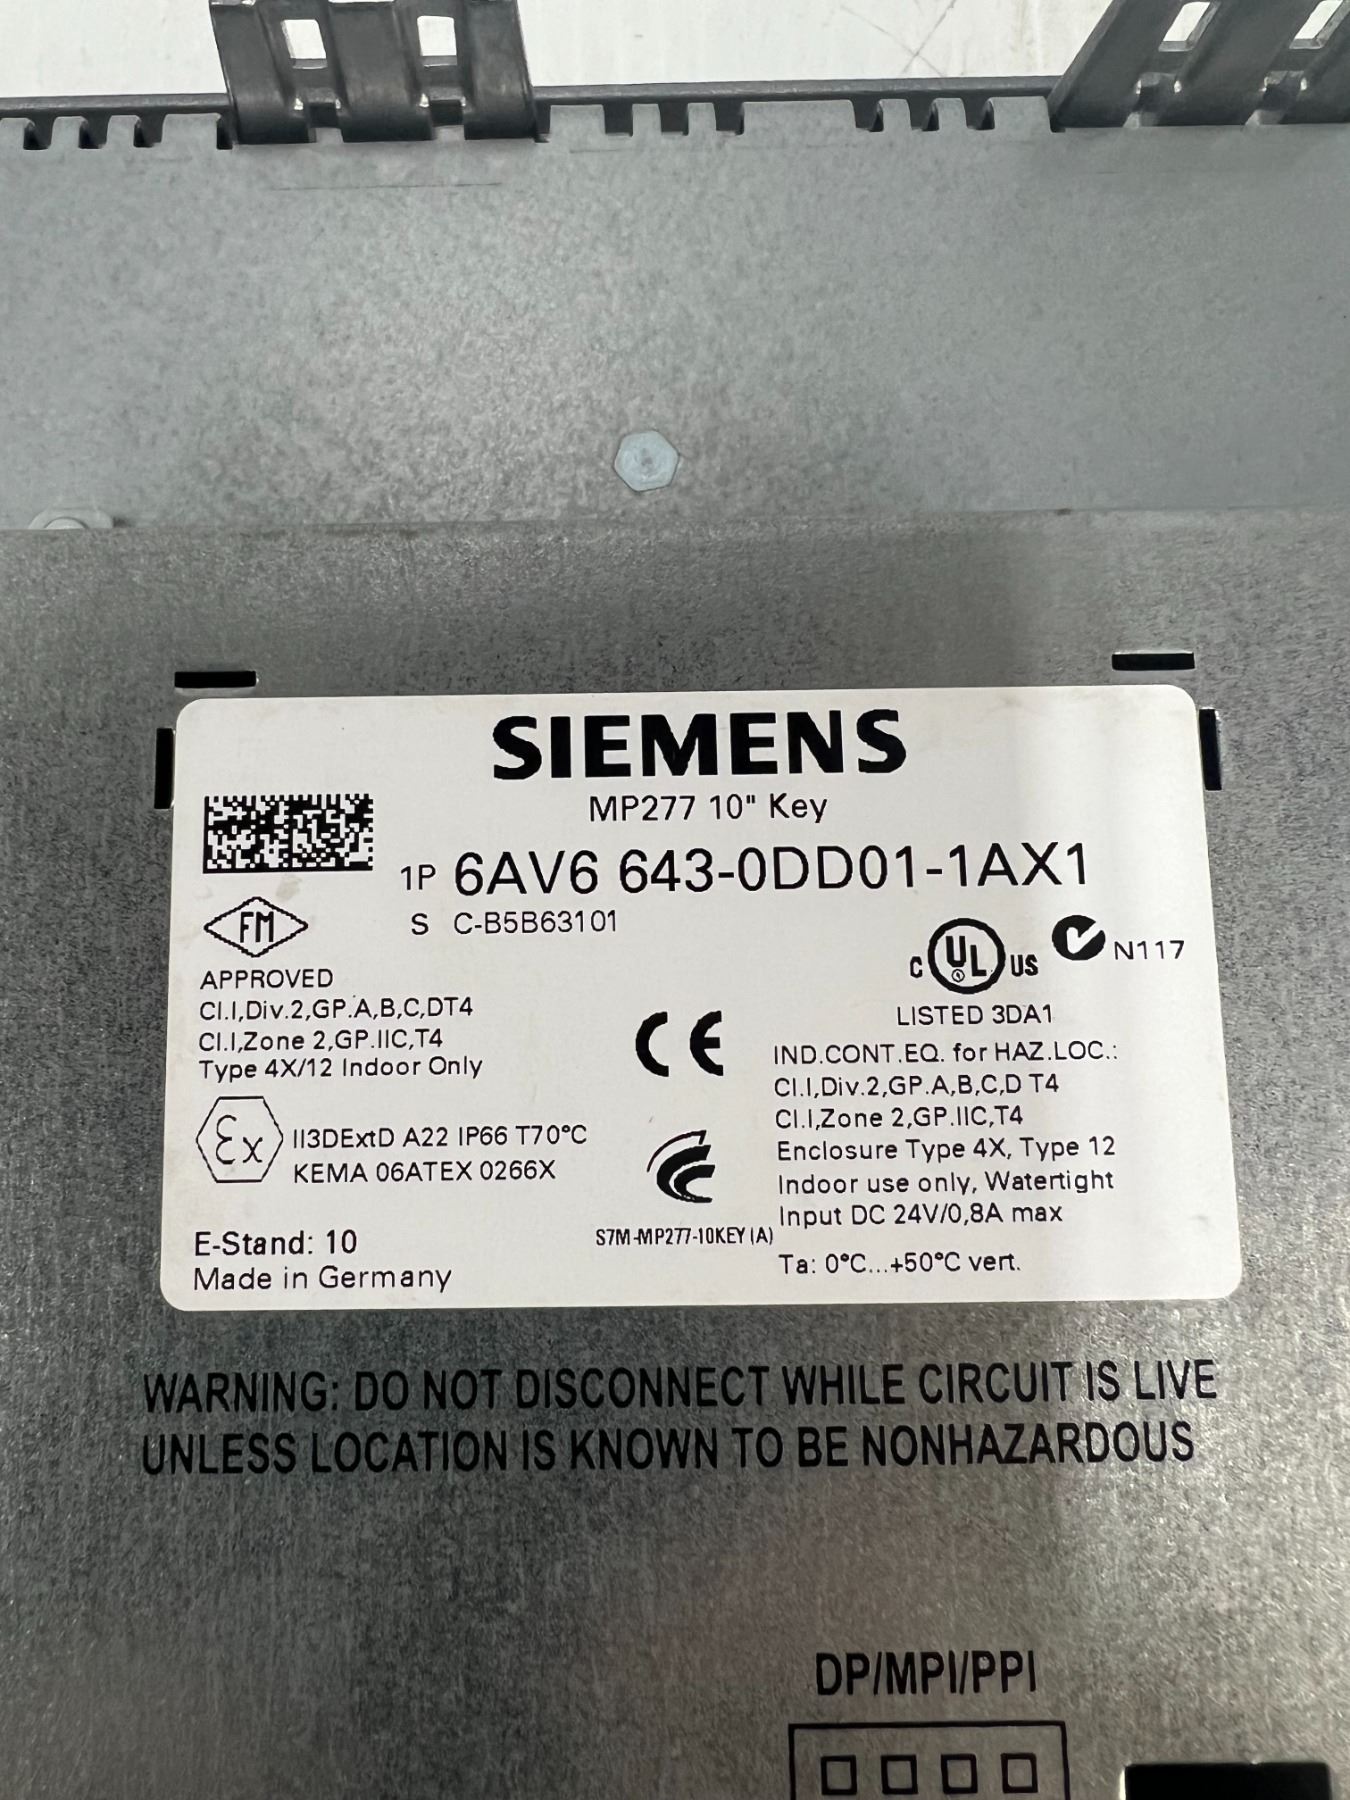 SIEMENS
MP277 10" Key
1P 6AV6 643-0DD01-1AX1
S C-B5B63101
FM
APPROVED
Cl.I,Div.2,GP.A,B,C,DT4
Cl.I,Zone 2,GP.IIC,T4
Type 4X/12 Indoor Only
Ex
II3DExtD A22 IP66 T70°C
KEMA 06ATEX 0266X
E-Stand: 10
Made in Germany
CE
S7M-MP277-10KEY(A)
C UL US
N117
LISTED 3DA1
IND.CONT.EQ. for HAZ.LOC.:
Cl.I,Div.2,GP.A,B,C,D T4
Cl.I,Zone 2,GP.IIC,T4
Enclosure Type 4X, Type 12
Indoor use only, Watertight
Input DC 24V/0,8A max
Ta: 0°C...+50°C vert.
WARNING: DO NOT DISCONNECT WHILE CIRCUIT IS LIVE
UNLESS LOCATION IS KNOWN TO BE NONHAZARDOUS
DP/MPI/PPI